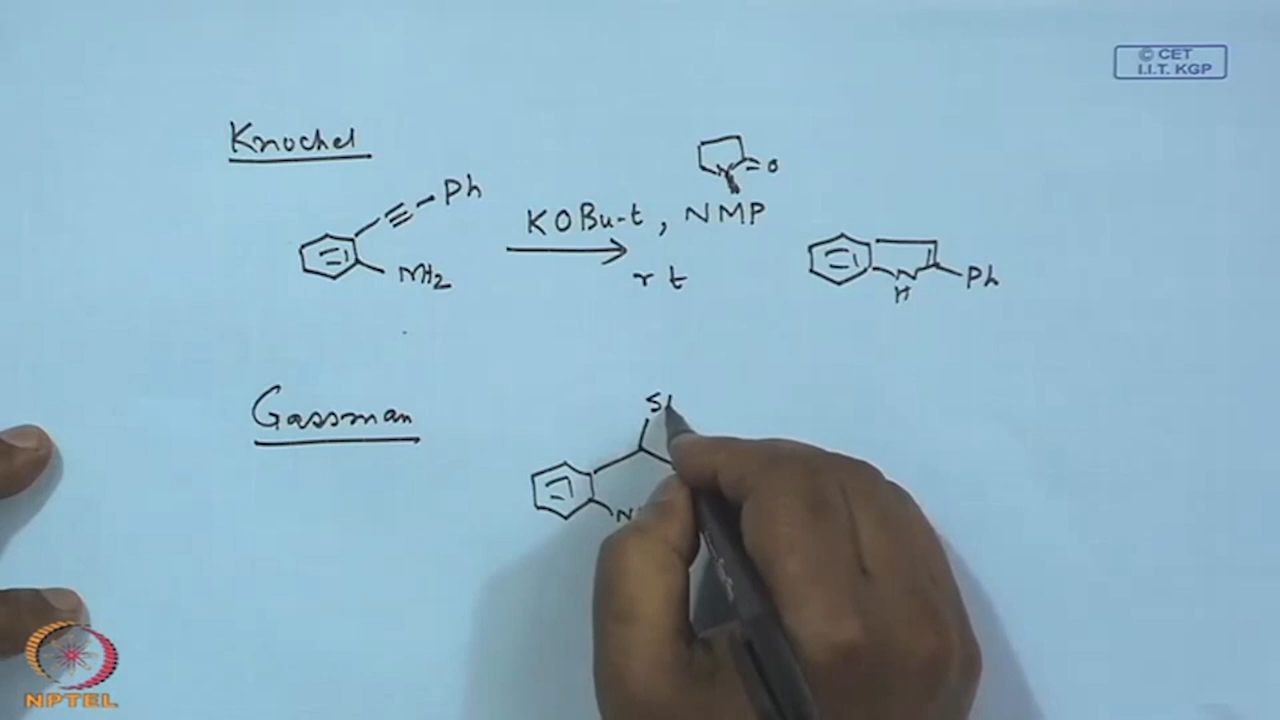 © CET
I.I.T. KGP
Knochel
Ph
NH2
KOBu-t, NMP
rt
O
N
H
Ph
Gassman
S
N
NPTEL